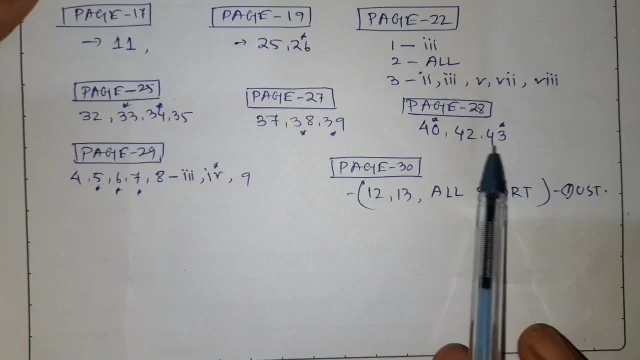 PAGE-17
→ 11,
PAGE-19
→ 25, 26*
PAGE-22
1 - iii
2 - ALL
3 - ii, iii, v, vii, viii
PAGE-25
32, 33*, 34*, 35
PAGE-27
37, 38*, 39*
PAGE-28
40*, 42, 43*
PAGE-29
4, 5*, 6*, 7*, 8 - iii, iv*, 9
PAGE-30
- (12, 13, ALL RT) - QUST.